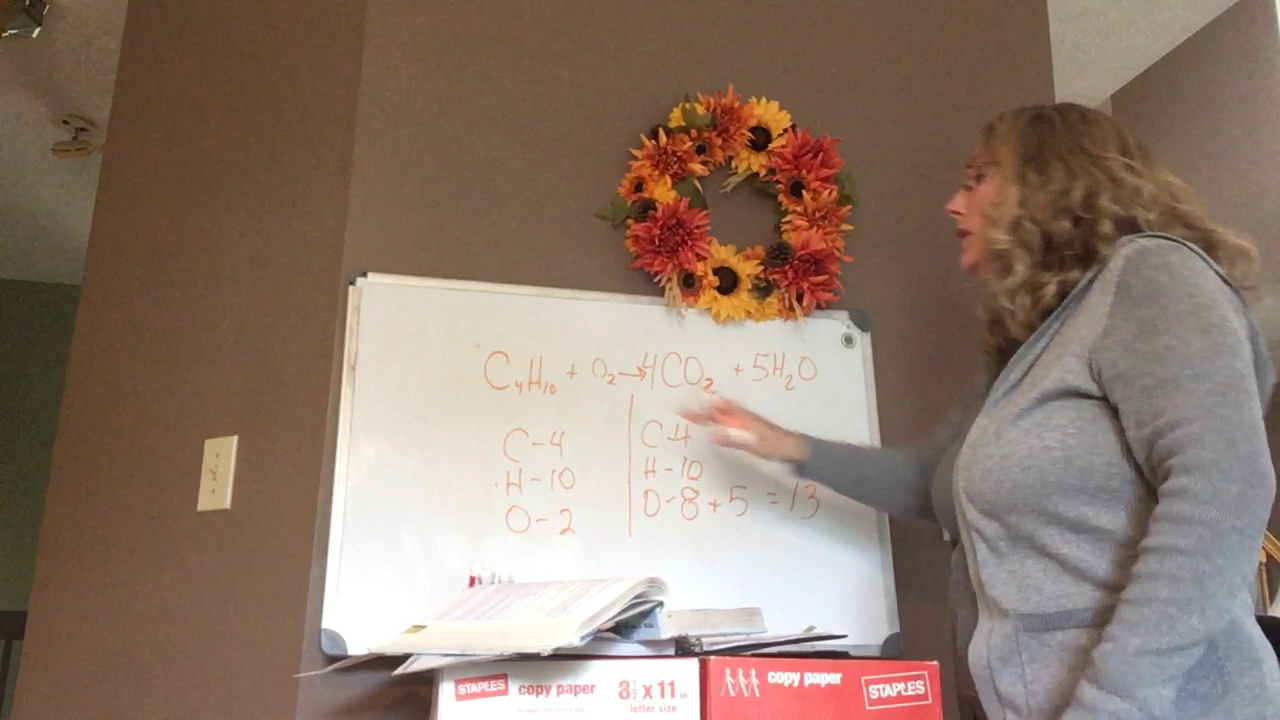 C₄H₁₀ + O₂ → 4CO₂ + 5H₂O
C-4
H-10
O-2
C-4
H-10
O-8+5 = 13
STAPLES copy paper 8½ x 11 in
letter size
copy paper STAPLES